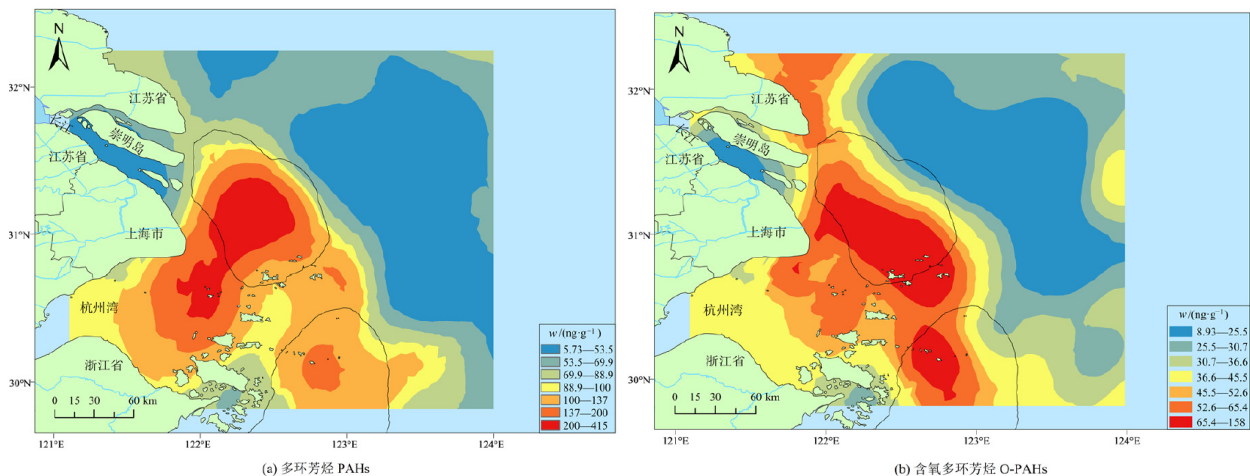 N
32°N
31°N
30°N
江苏省
长江
崇明岛
江苏省
上海市
杭州湾
浙江省
0 15 30 60 km
w/(ng·g⁻¹)
5.73—53.5
53.5—69.9
69.9—88.9
88.9—100
100—137
137—200
200—415
121°E 122°E 123°E 124°E
(a) 多环芳烃 PAHs
N
32°N
31°N
30°N
江苏省
长江
崇明岛
江苏省
上海市
杭州湾
浙江省
0 15 30 60 km
w/(ng·g⁻¹)
8.93—25.5
25.5—30.7
30.7—36.6
36.6—45.5
45.5—52.6
52.6—65.4
65.4—158
121°E 122°E 123°E 124°E
(b) 含氧多环芳烃 O-PAHs